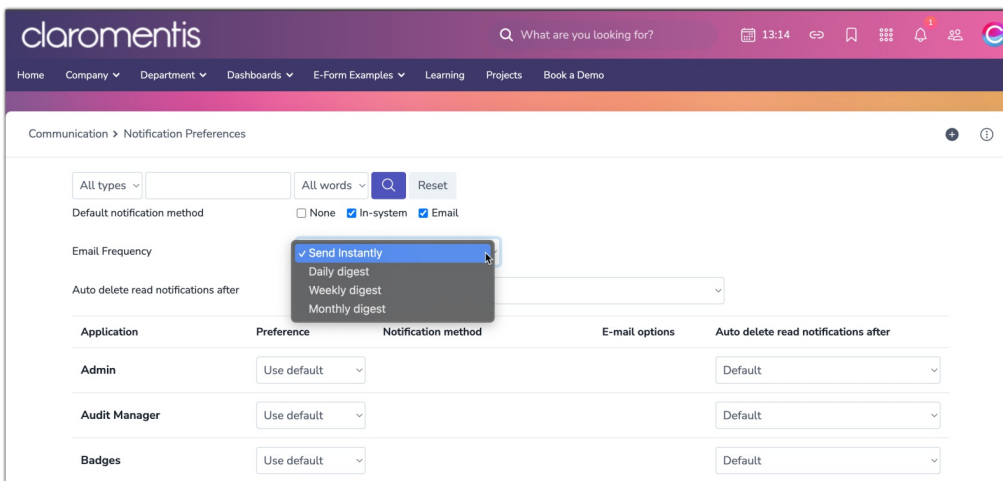 claromentis
What are you looking for?
13:14
1
Home Company Department Dashboards E-Form Examples Learning Projects Book a Demo
Communication > Notification Preferences
All types All words Reset
Default notification method None In-system Email
Email Frequency
✓ Send Instantly
Daily digest
Weekly digest
Monthly digest
Auto delete read notifications after
Application Preference Notification method E-mail options Auto delete read notifications after
Admin Use default Default
Audit Manager Use default Default
Badges Use default Default